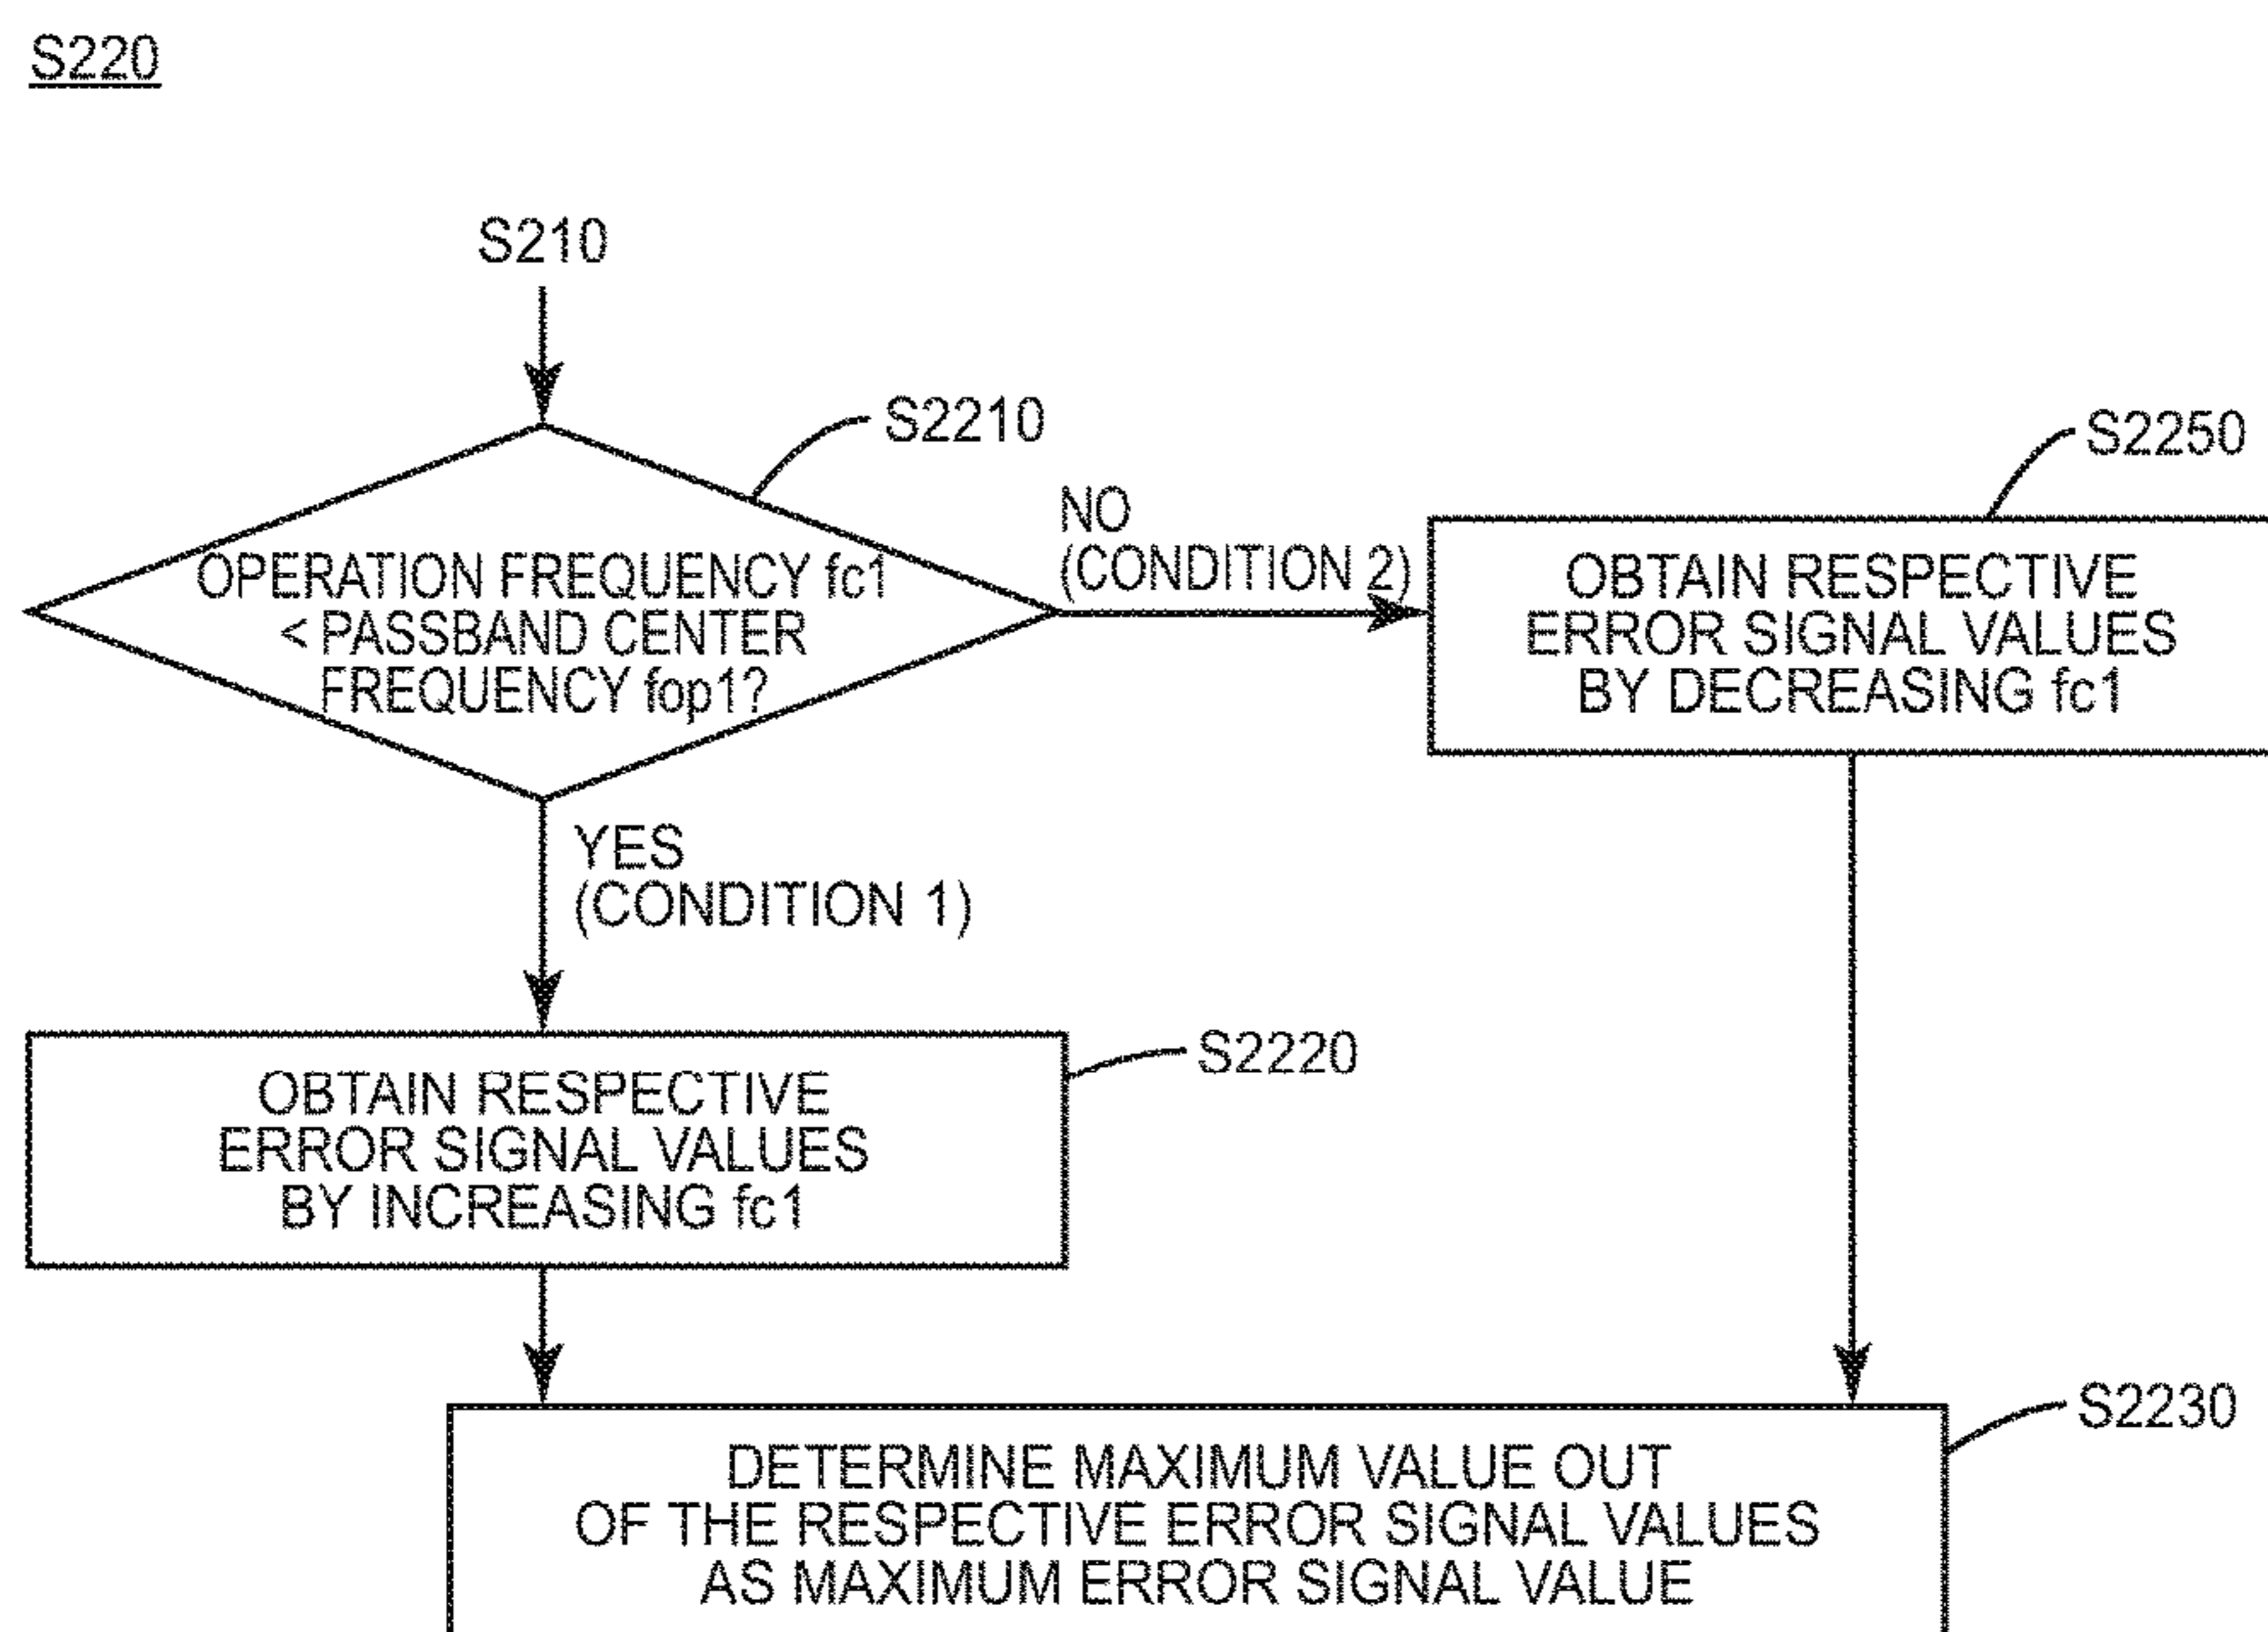 S220
S210
S2210
OPERATION FREQUENCY fc1
< PASSBAND CENTER
FREQUENCY fop1?
NO
(CONDITION 2)
S2250
OBTAIN RESPECTIVE
ERROR SIGNAL VALUES
BY DECREASING fc1
YES
(CONDITION 1)
S2220
OBTAIN RESPECTIVE
ERROR SIGNAL VALUES
BY INCREASING fc1
S2230
DETERMINE MAXIMUM VALUE OUT
OF THE RESPECTIVE ERROR SIGNAL VALUES
AS MAXIMUM ERROR SIGNAL VALUE